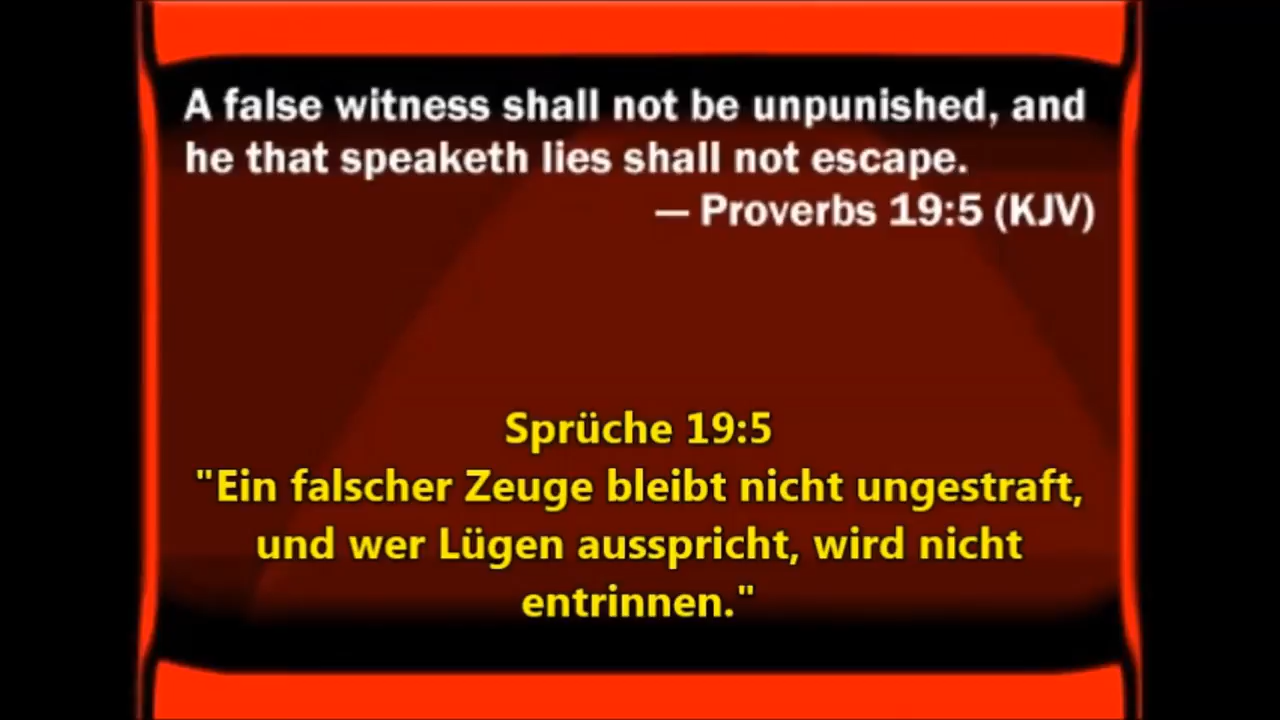 A false witness shall not be unpunished, and
he that speaketh lies shall not escape.
— Proverbs 19:5 (KJV)
Sprüche 19:5
"Ein falscher Zeuge bleibt nicht ungestraft,
und wer Lügen ausspricht, wird nicht
entrinnen."